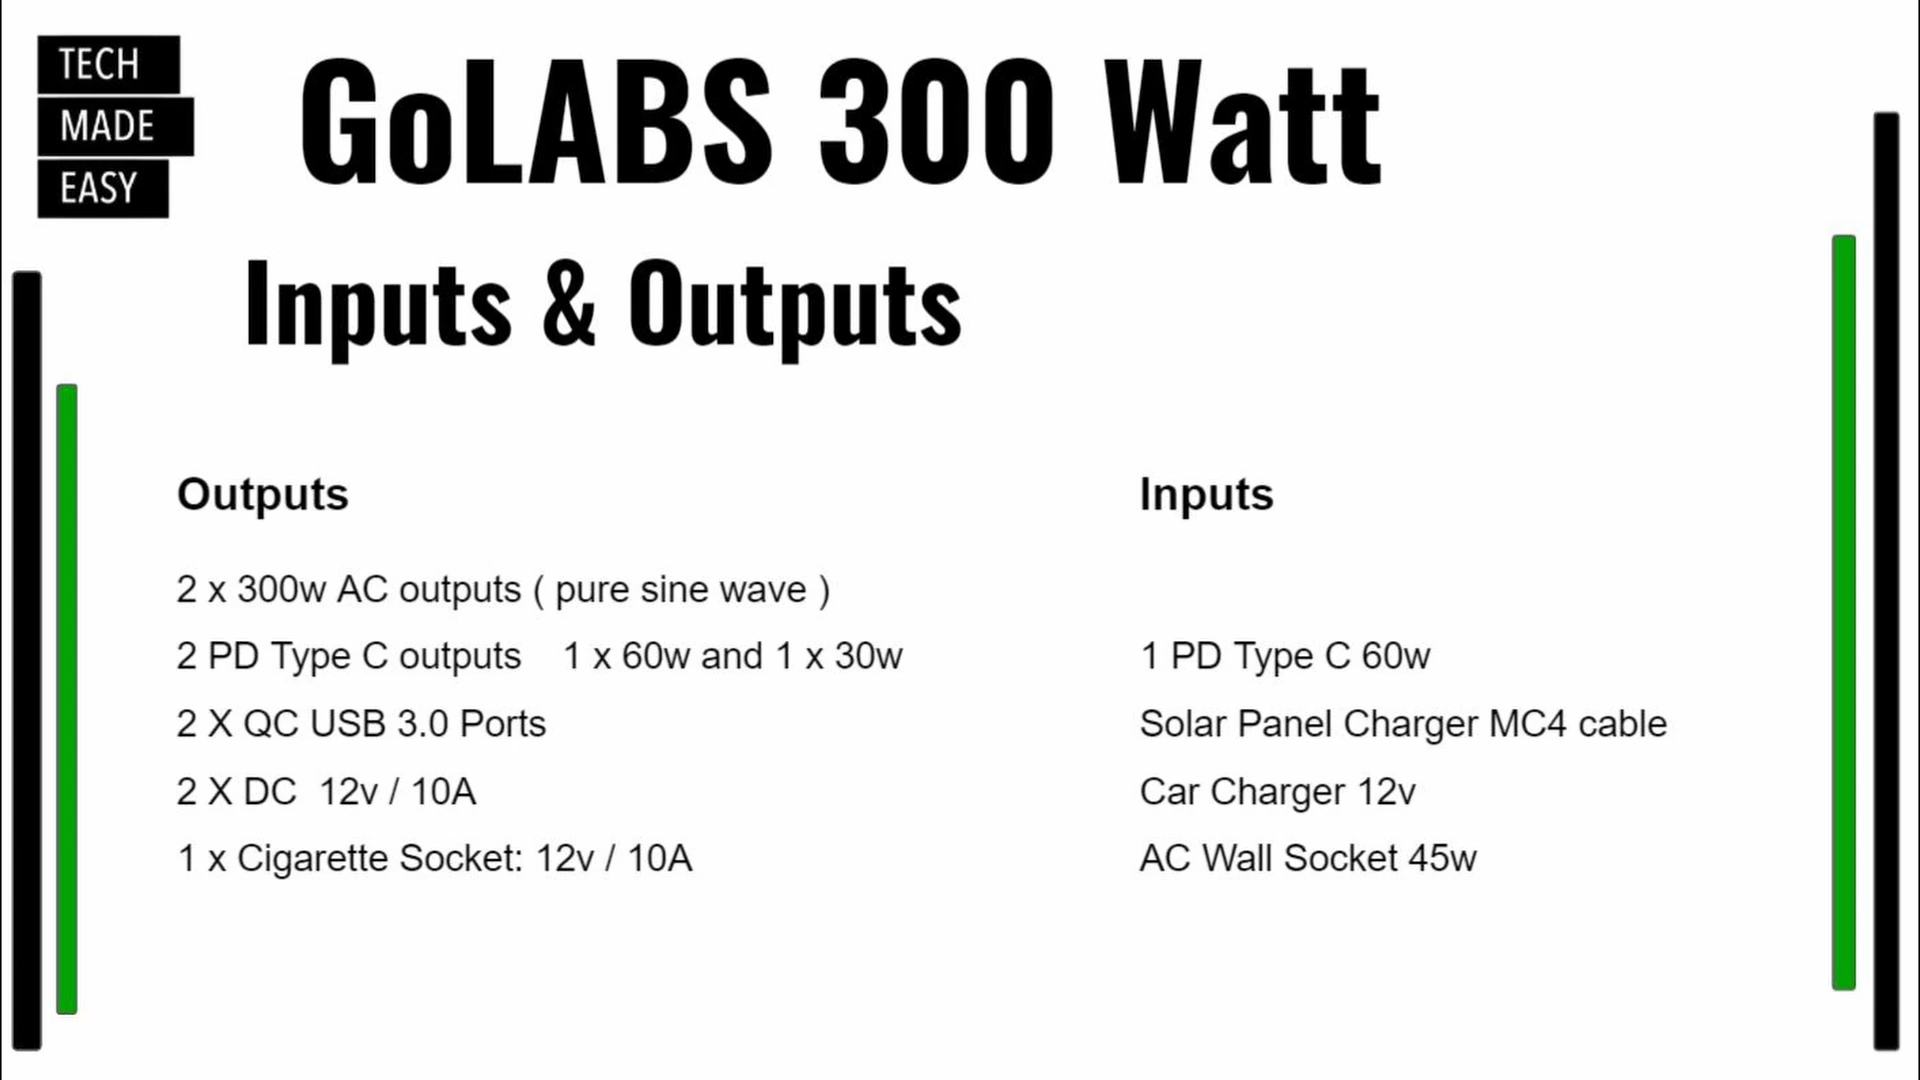 TECH
MADE
EASY
GoLABS 300 Watt
Inputs & Outputs
Outputs
2 x 300w AC outputs ( pure sine wave )
2 PD Type C outputs    1 x 60w and 1 x 30w
2 X QC USB 3.0 Ports
2 X DC  12v / 10A
1 x Cigarette Socket: 12v / 10A
Inputs
1 PD Type C 60w
Solar Panel Charger MC4 cable
Car Charger 12v
AC Wall Socket 45w